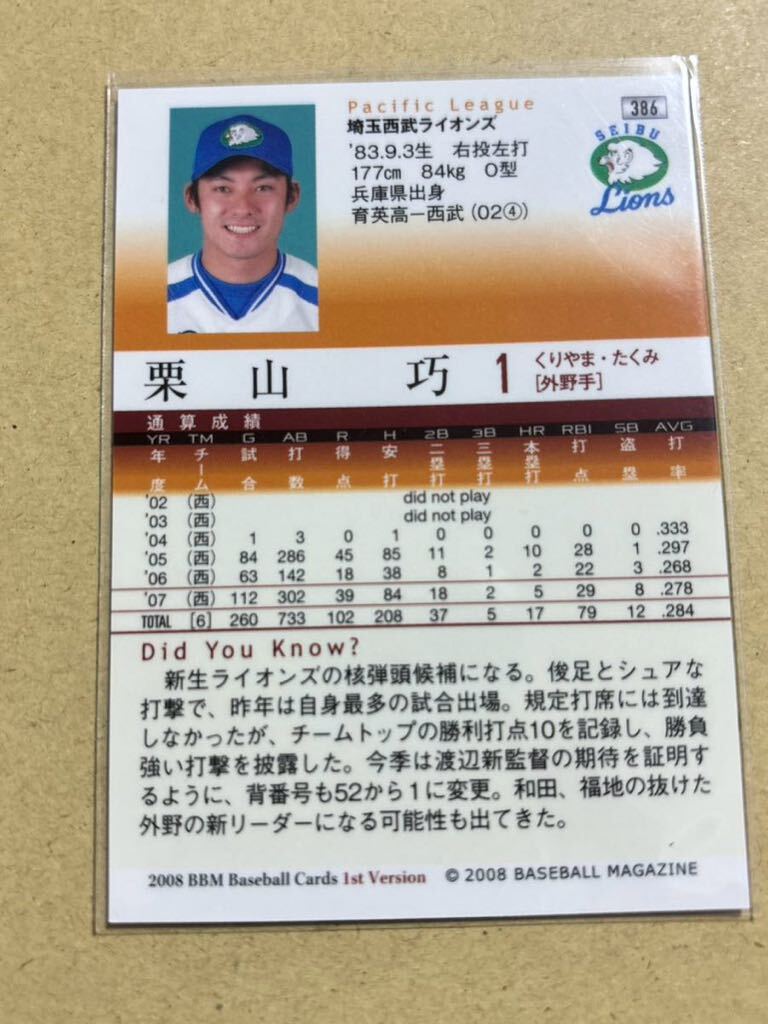 Pacific League
386
埼玉西武ライオンズ
'83.9.3生 右投左打
177cm 84kg O型
兵庫県出身
育英高－西武 (02④)
SEIBU
Lions
栗山 巧 1 くりやま・たくみ
[外野手]
通算成績
YR TM G AB R H 2B 3B HR RBI SB AVG
年度 チーム 試合 打数 得点 安打 二塁打 三塁打 本塁打 打点 盗塁 打率
'02 (西) did not play
'03 (西) did not play
'04 (西) 1 3 0 1 0 0 0 0 0 .333
'05 (西) 84 286 45 85 11 2 10 28 1 .297
'06 (西) 63 142 18 38 8 1 2 22 3 .268
'07 (西) 112 302 39 84 18 2 5 29 8 .278
TOTAL [6] 260 733 102 208 37 5 17 79 12 .284
Did You Know?
新生ライオンズの核弾頭候補になる。俊足とシュアな
打撃で、昨年は自身最多の試合出場。規定打席には到達
しなかったが、チームトップの勝利打点10を記録し、勝負
強い打撃を披露した。今季は渡辺新監督の期待を証明す
るように、背番号も52から1に変更。和田、福地の抜けた
外野の新リーダーになる可能性も出てきた。
2008 BBM Baseball Cards 1st Version © 2008 BASEBALL MAGAZINE